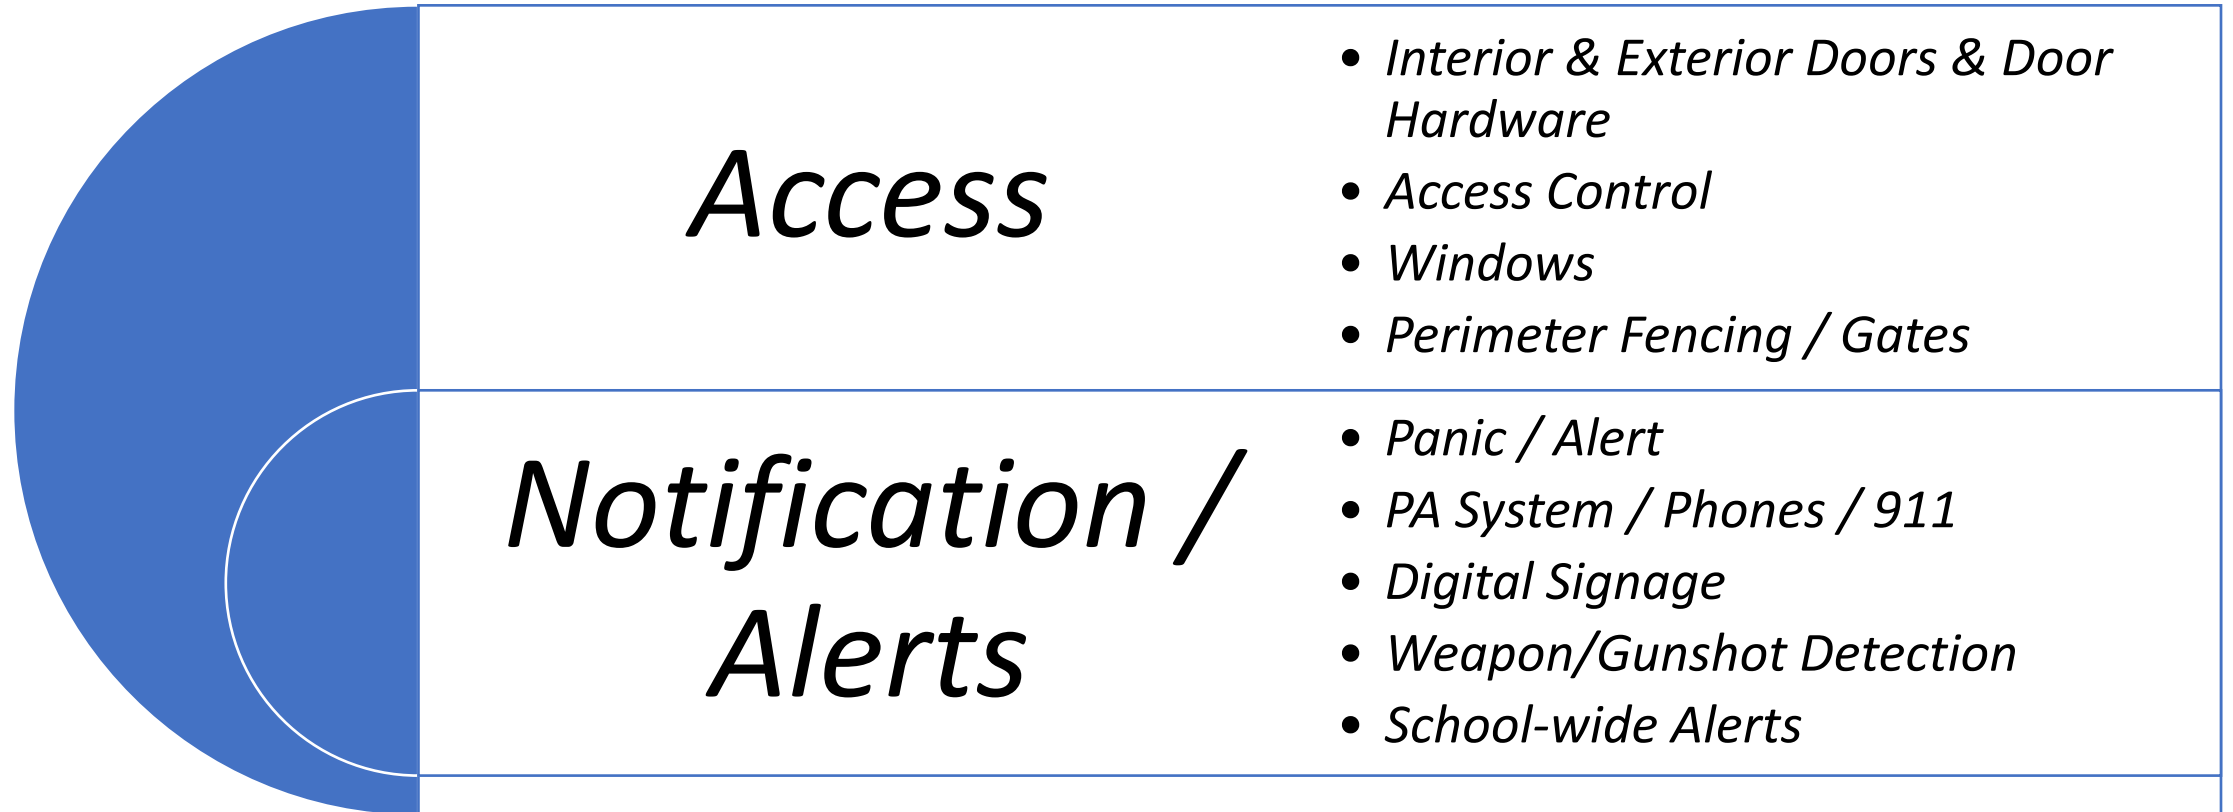 Access
• Interior & Exterior Doors & Door
Hardware
• Access Control
• Windows
• Perimeter Fencing / Gates
Notification /
Alerts
• Panic / Alert
• PA System / Phones / 911
• Digital Signage
• Weapon/Gunshot Detection
• School-wide Alerts